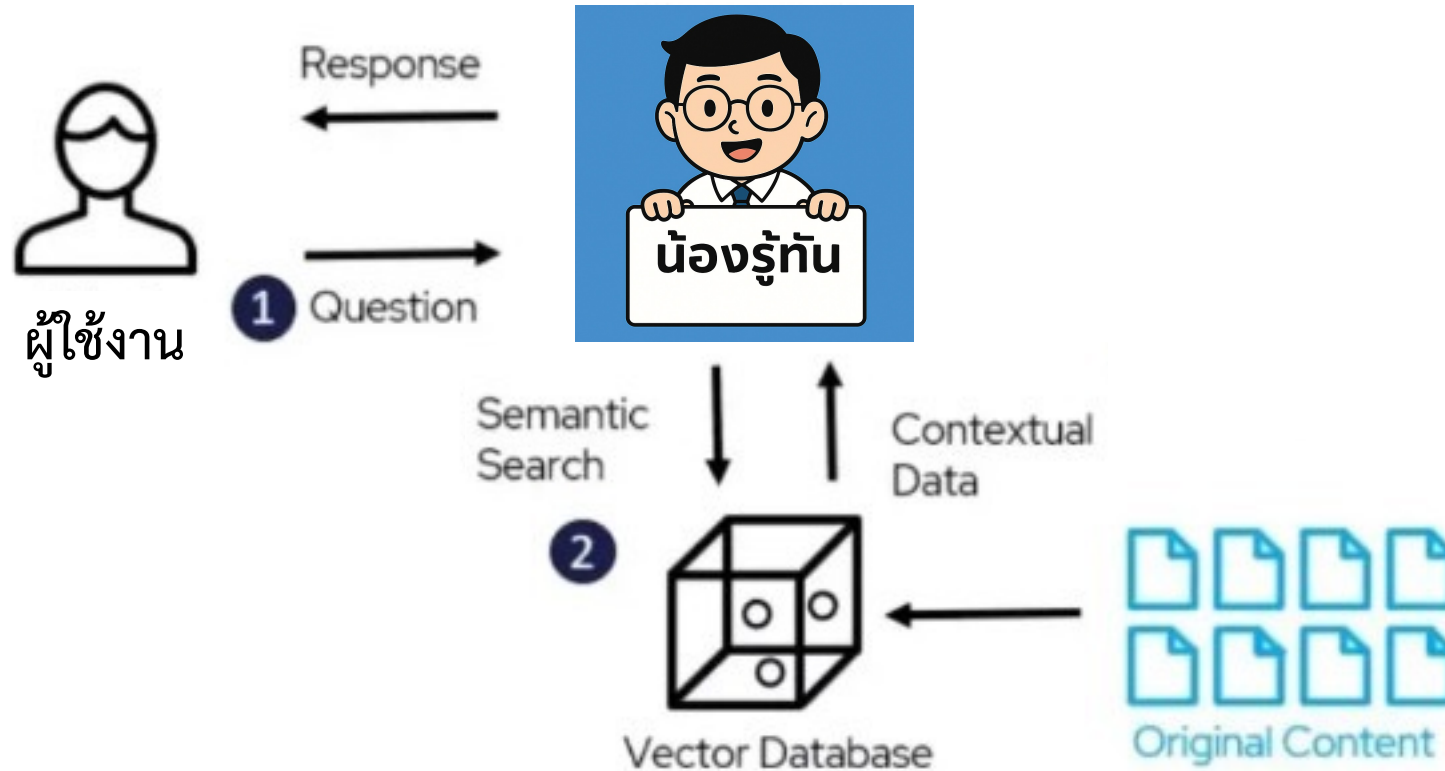 Response
น้องรู้ทัน
1 Question
ผู้ใช้งาน
Semantic
Search
Contextual
Data
2
Vector Database
Original Content